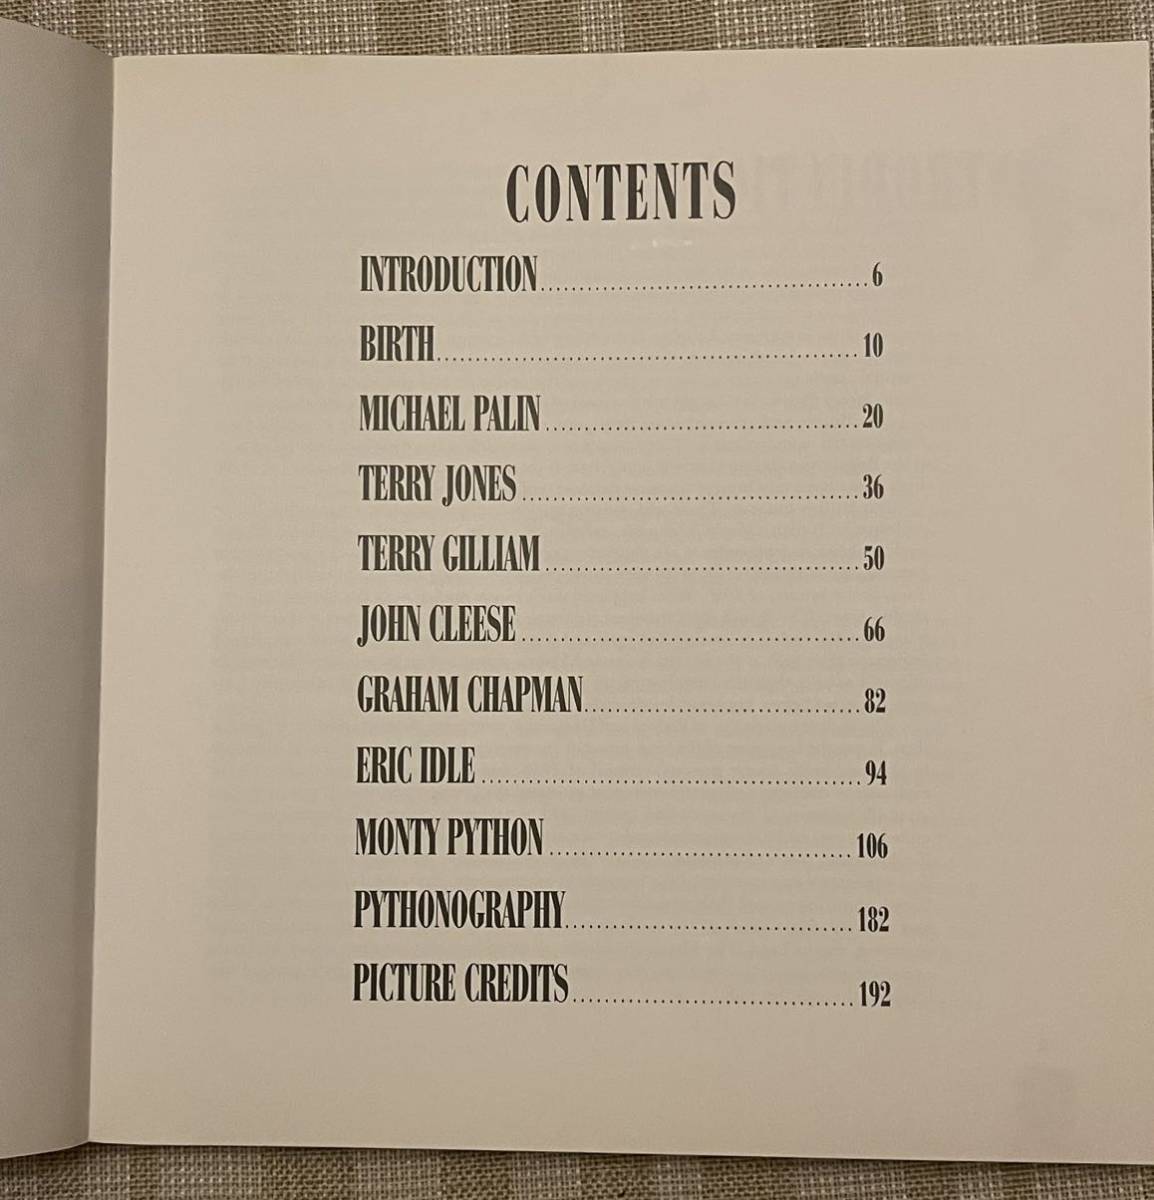 CONTENTS
INTRODUCTION........................................6
BIRTH........................................10
MICHAEL PALIN........................................20
TERRY JONES........................................36
TERRY GILLIAM........................................50
JOHN CLEESE........................................66
GRAHAM CHAPMAN........................................82
ERIC IDLE........................................94
MONTY PYTHON........................................106
PYTHONOGRAPHY........................................182
PICTURE CREDITS........................................192